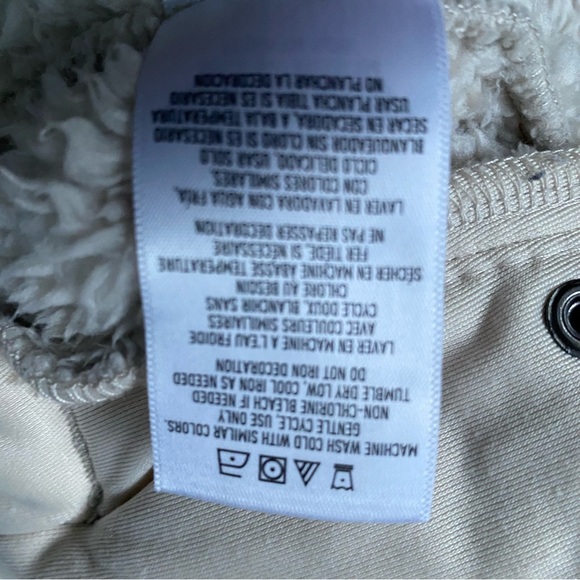 MACHINE WASH COLD WITH SIMILAR COLORS.
GENTLE CYCLE. USE ONLY
NON-CHLORINE BLEACH IF NEEDED
TUMBLE DRY LOW, COOL IRON AS NEEDED
DO NOT IRON DECORATION
LAVER EN MACHINE A L'EAU FROIDE
AVEC COULEURS SIMILAIRES
CYCLE DOUX. BLANCHIR SANS
CHLORE AU BESOIN
SÉCHER EN MACHINE ABASSE TEMPERATURE
FER TIEDE, SI NECESSAIRE
NE PAS REPASSER DECORATION
LAVER EN LAVADORA CON AGUA FRÍA,
CON COLORES SIMILARES.
CICLO DELICADO. USAR SOLO
BLANQUEADOR SIN CLORO SI ES NECESARIO
SECAR EN SECADORA, A BAJA TEMPERATURA
USAR PLANCHA TIBIA SI ES NECESARIO
NO PLANCHAR LA DECORACION